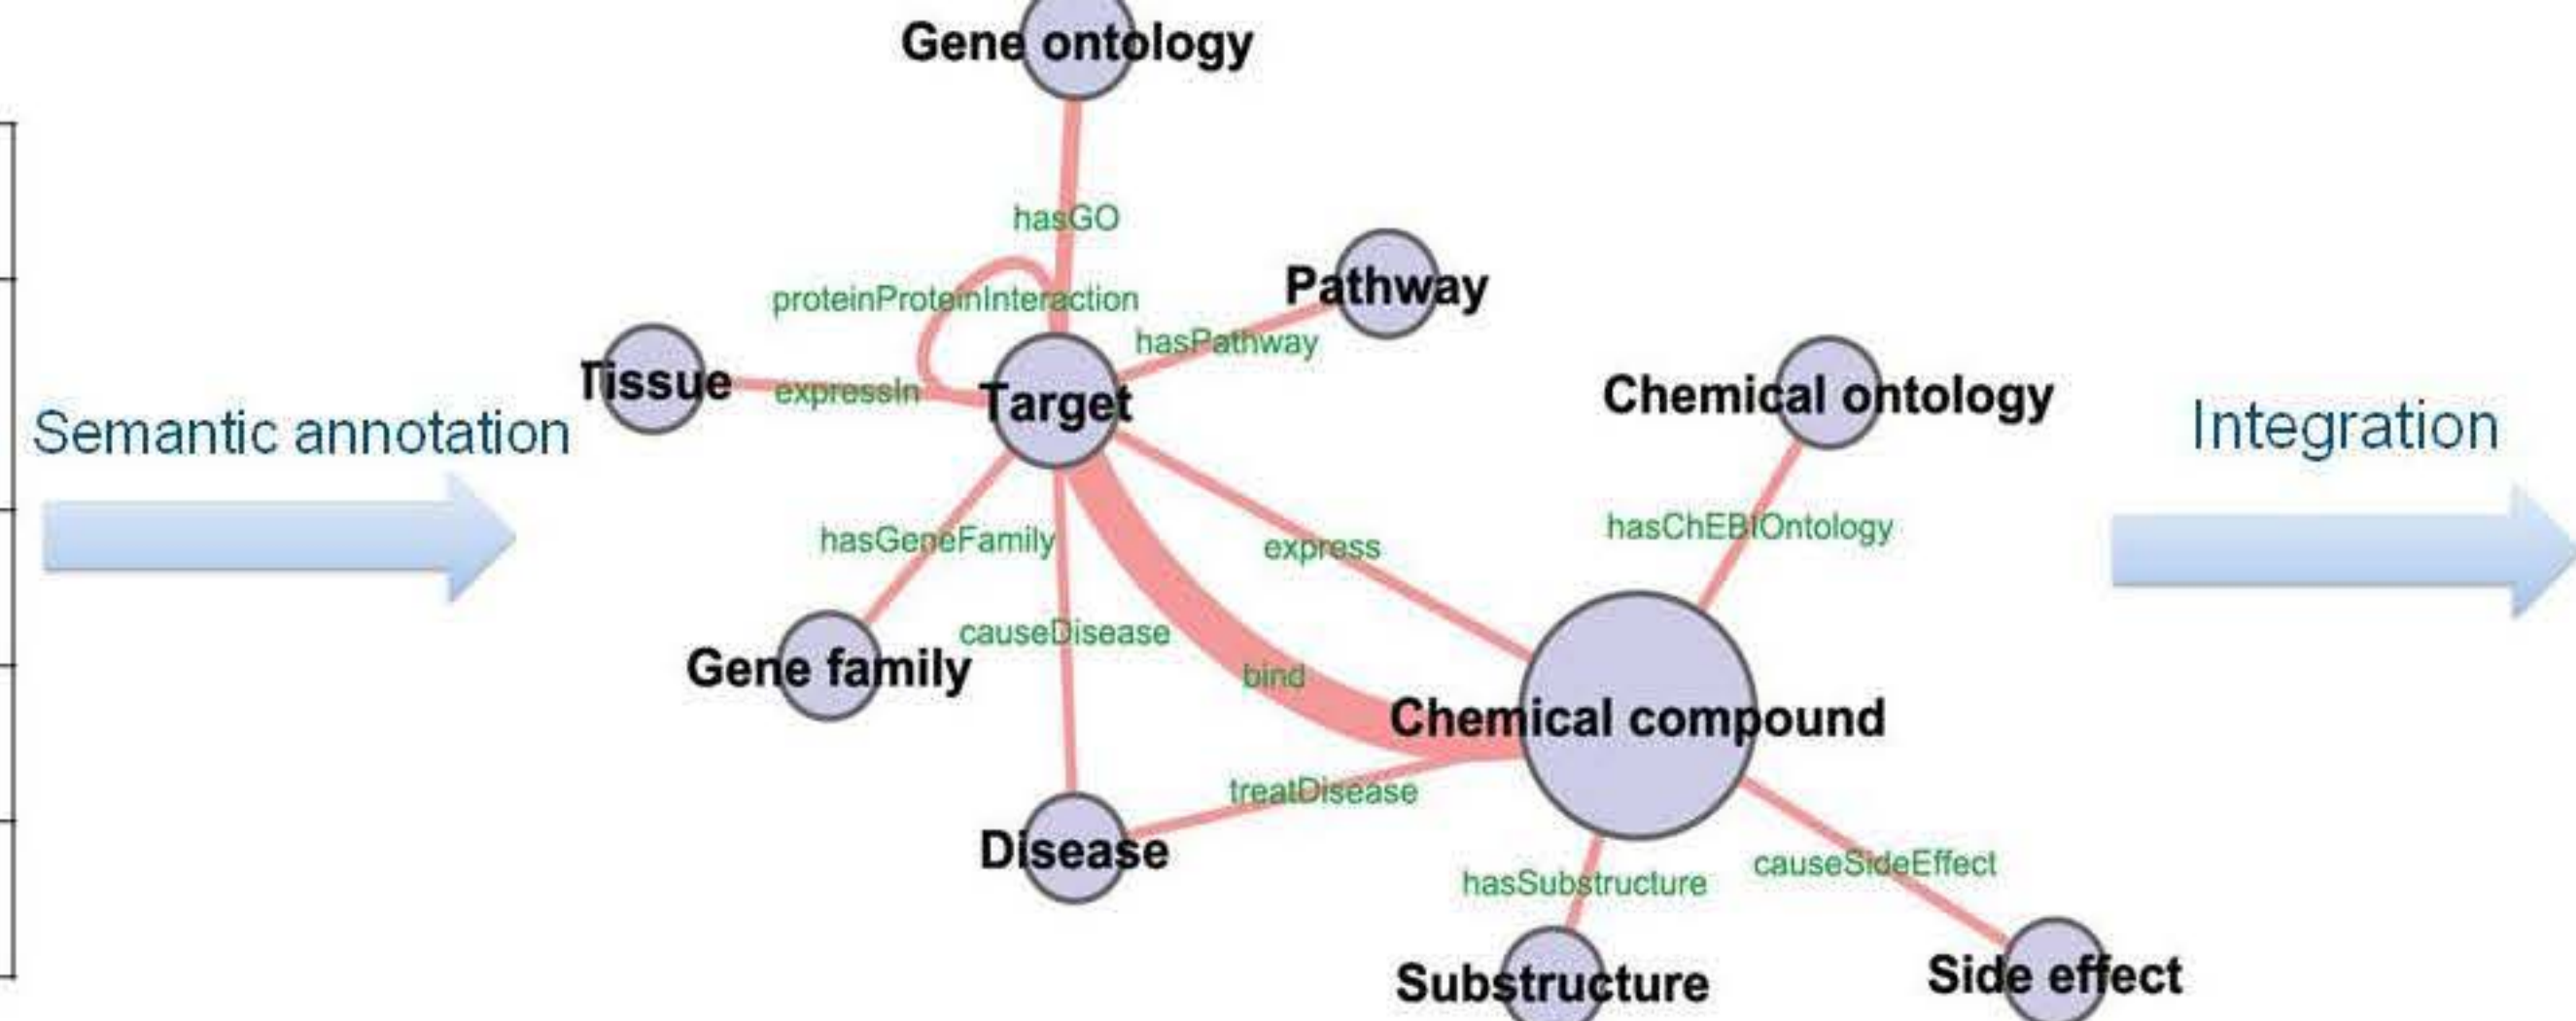 Gene ontology
hasGO
Pathway
proteinProteinInteraction
hasPathway
Tissue
expressIn
Target
Chemical ontology
Semantic annotation
Integration
hasGeneFamily
express
hasChEBIOntology
causeDisease
Gene family
bind
Chemical compound
treatDisease
Disease
hasSubstructure
causeSideEffect
Substructure
Side effect